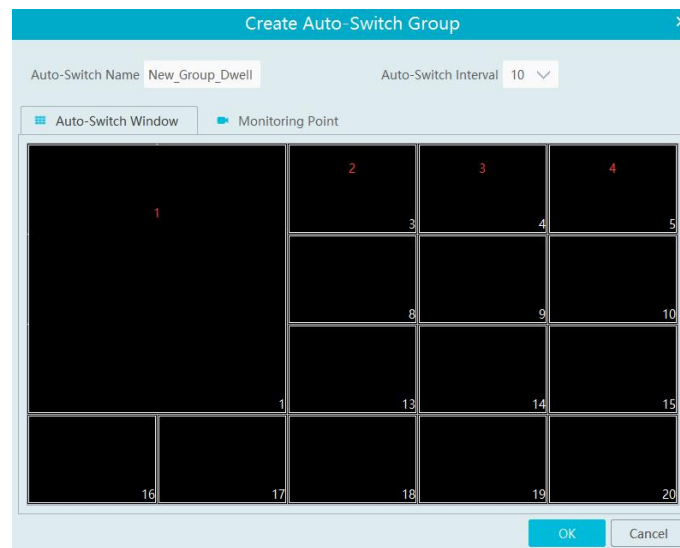 Create Auto-Switch Group
Auto-Switch Name New_Group_Dwell Auto-Switch Interval 10
Auto-Switch Window Monitoring Point
2 3 4
1
3 4 5
8 9 10
1 13 14 15
16 17 18 19 20
OK Cancel